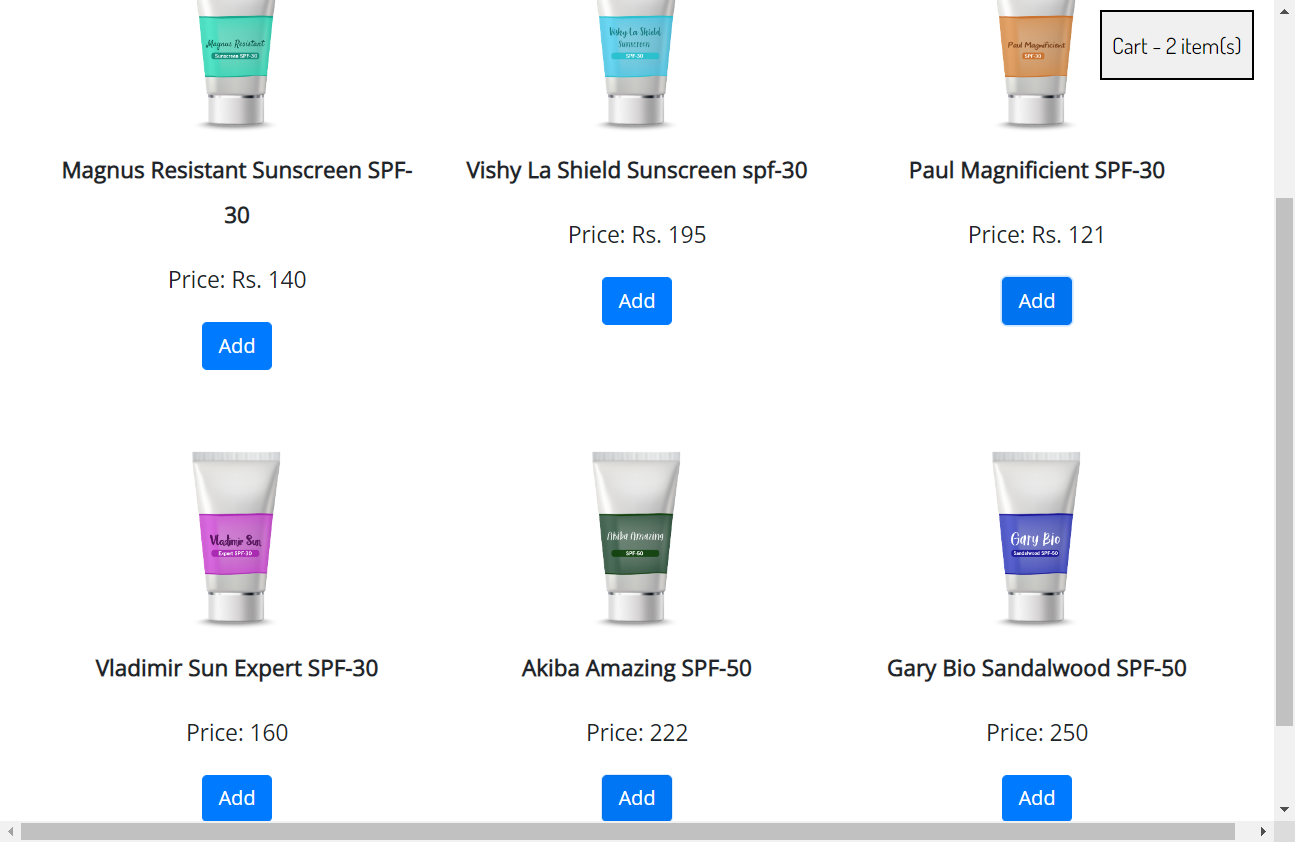 Magnus Resistant
Sunscreen SPF-30
Vishy La Shield
Sunscreen
SPF-30
Paul Magnificient
SPF-30
Cart - 2 item(s)
Magnus Resistant Sunscreen SPF-
30
Vishy La Shield Sunscreen spf-30
Paul Magnificient SPF-30
Price: Rs. 140
Price: Rs. 195
Price: Rs. 121
Add
Add
Add
Vladimir Sun
Expert SPF-30
Akiba Amazing
SPF-50
Gary Bio
Sandalwood SPF-50
Vladimir Sun Expert SPF-30
Akiba Amazing SPF-50
Gary Bio Sandalwood SPF-50
Price: 160
Price: 222
Price: 250
Add
Add
Add